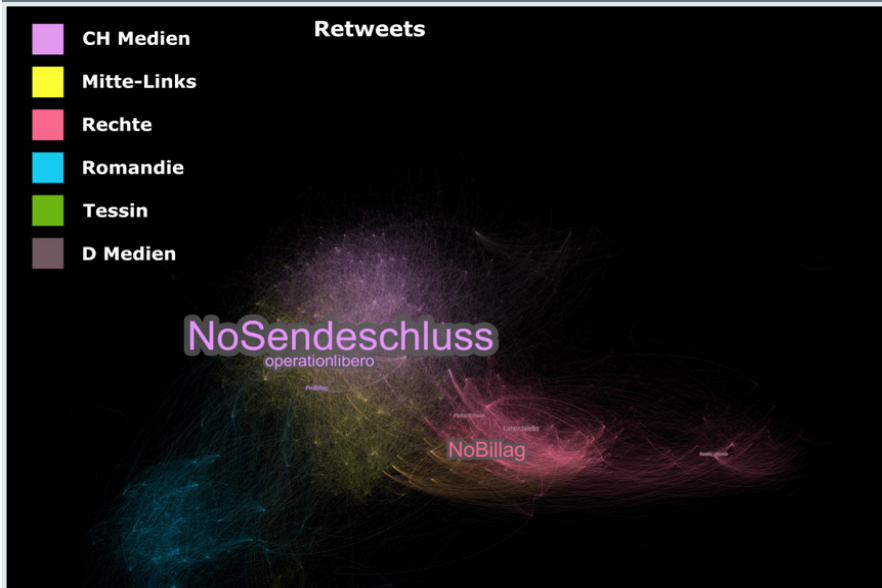 Retweets
CH Medien
Mitte-Links
Rechte
Romandie
Tessin
D Medien
NoSendeschluss
operationlibero
NoBillag